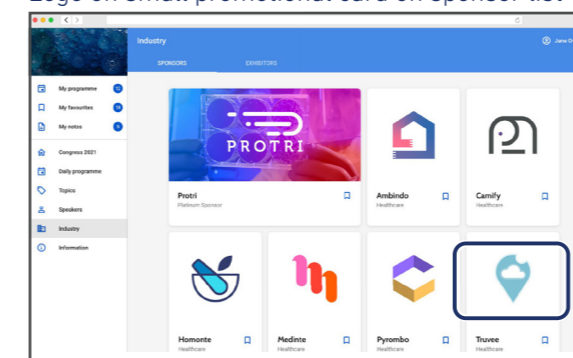 Logo on small promotional card on sponsor list
Industry
SPONSORS
EXHIBITORS
My programme
My favourites
My notes
Congress 2021
Daily programme
Topics
Speakers
Industry
Information
PROTRI
Protri
Platinum Sponsor
Ambindo
Healthcare
Camify
Healthcare
Homonte
Healthcare
Medinte
Healthcare
Pyrombo
Healthcare
Truvee
Healthcare